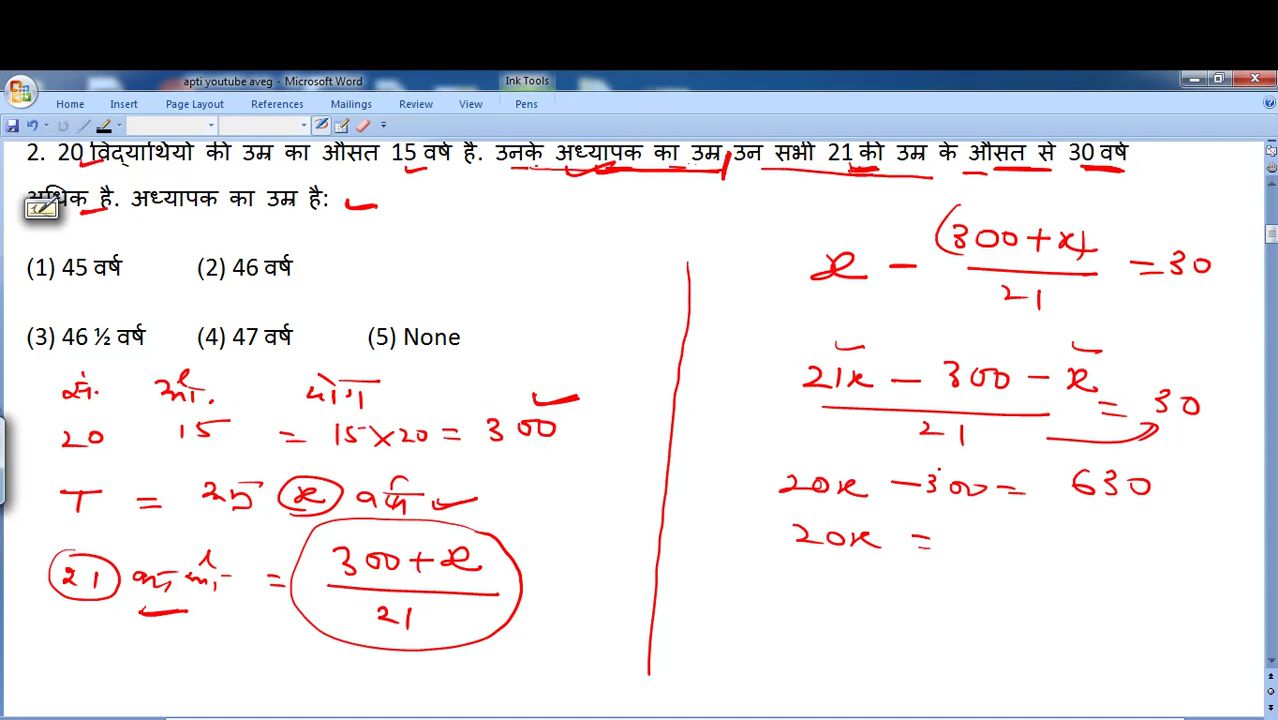 apti youtube aveg - Microsoft Word
Ink Tools
Home Insert Page Layout References Mailings Review View Pens
2. 20 विद्यार्थियों की उम्र का औसत 15 वर्ष है. उनके अध्यापक का उम्र उन सभी 21 की उम्र के औसत से 30 वर्ष
अधिक है. अध्यापक का उम्र है:
(1) 45 वर्ष (2) 46 वर्ष
(3) 46 ½ वर्ष (4) 47 वर्ष (5) None
सं. औ. योग
20 15 = 15×20 = 300
T = उम्र x वर्ष
21 का औ. = 300+x
21
x - (300+x) = 30
21
21x - 300 - x = 30
21
20x - 300 = 630
20x =